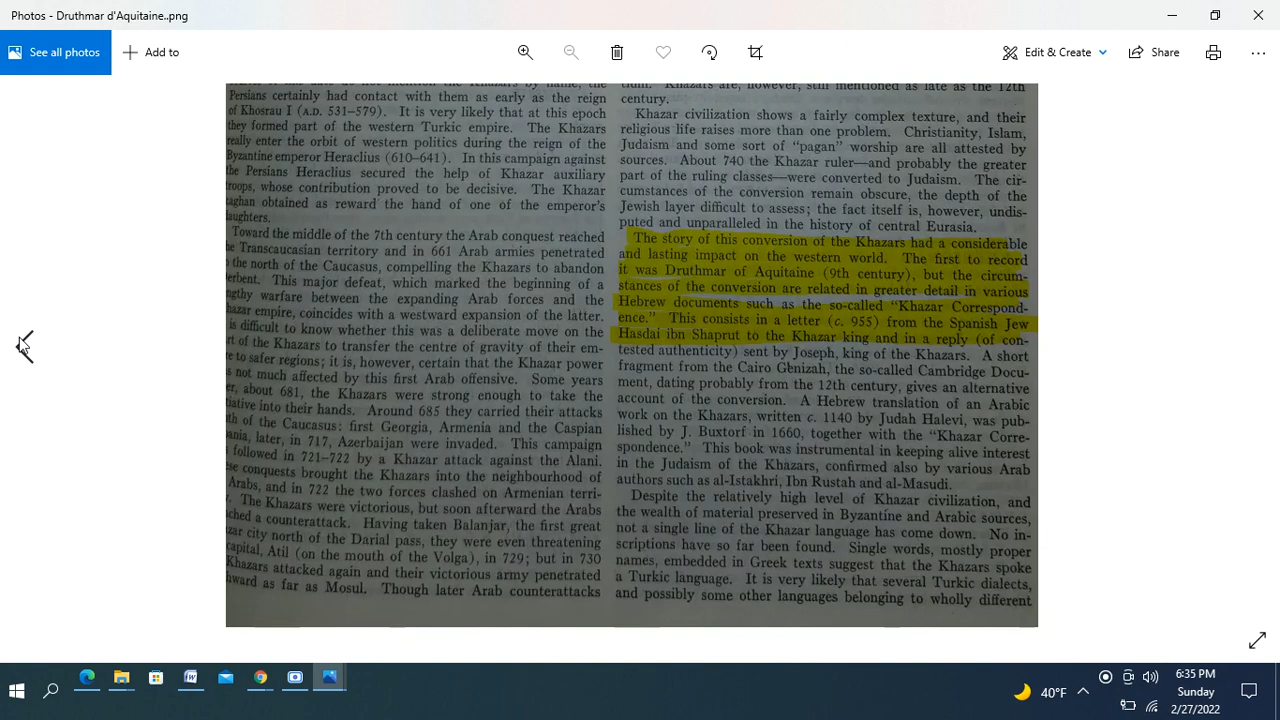 Photos - Druthmar d'Aquitaine..png
See all photos
Add to
Edit & Create
Share
Persians certainly had contact with them as early as the reign
of Khosrau I (A.D. 531–579). It is very likely that at this epoch
they formed part of the western Turkic empire. The Khazars
really enter the orbit of western politics during the reign of the
Byzantine emperor Heraclius (610–641). In this campaign against
the Persians Heraclius secured the help of Khazar auxiliary
troops, whose contribution proved to be decisive. The Khazar
aghan obtained as reward the hand of one of the emperor's
laughters.
Toward the middle of the 7th century the Arab conquest reached
the Transcaucasian territory and in 661 Arab armies penetrated
o the north of the Caucasus, compelling the Khazars to abandon
erbent. This major defeat, which marked the beginning of a
ngthy warfare between the expanding Arab forces and the
hazar empire, coincides with a westward expansion of the latter.
is difficult to know whether this was a deliberate move on the
rt of the Khazars to transfer the centre of gravity of their em-
e to safer regions; it is, however, certain that the Khazar power
s not much affected by this first Arab offensive. Some years
er, about 681, the Khazars were strong enough to take the
tiative into their hands. Around 685 they carried their attacks
th of the Caucasus: first Georgia, Armenia and the Caspian
ania, later, in 717, Azerbaijan were invaded. This campaign
followed in 721–722 by a Khazar attack against the Alani.
se conquests brought the Khazars into the neighbourhood of
Arabs, and in 722 the two forces clashed on Armenian terri-
y. The Khazars were victorious, but soon afterward the Arabs
ched a counterattack. Having taken Balanjar, the first great
zar city north of the Darial pass, they were even threatening
capital, Atil (on the mouth of the Volga), in 729; but in 730
Khazars attacked again and their victorious army penetrated
hward as far as Mosul. Though later Arab counterattacks
Khazars are, however, still mentioned as late as the 12th
century.
Khazar civilization shows a fairly complex texture, and their
religious life raises more than one problem. Christianity, Islam,
Judaism and some sort of "pagan" worship are all attested by
sources. About 740 the Khazar ruler—and probably the greater
part of the ruling classes—were converted to Judaism. The cir-
cumstances of the conversion remain obscure, the depth of the
Jewish layer difficult to assess; the fact itself is, however, undis-
puted and unparalleled in the history of central Eurasia.
The story of this conversion of the Khazars had a considerable
and lasting impact on the western world. The first to record
it was Druthmar of Aquitaine (9th century), but the circum-
stances of the conversion are related in greater detail in various
Hebrew documents such as the so-called "Khazar Correspond-
ence." This consists in a letter (c. 955) from the Spanish Jew
Hasdai ibn Shaprut to the Khazar king and in a reply (of con-
tested authenticity) sent by Joseph, king of the Khazars. A short
fragment from the Cairo Genizah, the so-called Cambridge Docu-
ment, dating probably from the 12th century, gives an alternative
account of the conversion. A Hebrew translation of an Arabic
work on the Khazars, written c. 1140 by Judah Halevi, was pub-
lished by J. Buxtorf in 1660, together with the "Khazar Corre-
spondence." This book was instrumental in keeping alive interest
in the Judaism of the Khazars, confirmed also by various Arab
authors such as al-Istakhri, Ibn Rustah and al-Masudi.
Despite the relatively high level of Khazar civilization, and
the wealth of material preserved in Byzantine and Arabic sources,
not a single line of the Khazar language has come down. No in-
scriptions have so far been found. Single words, mostly proper
names, embedded in Greek texts suggest that the Khazars spoke
a Turkic language. It is very likely that several Turkic dialects,
and possibly some other languages belonging to wholly different
40°F
6:35 PM
Sunday
2/27/2022